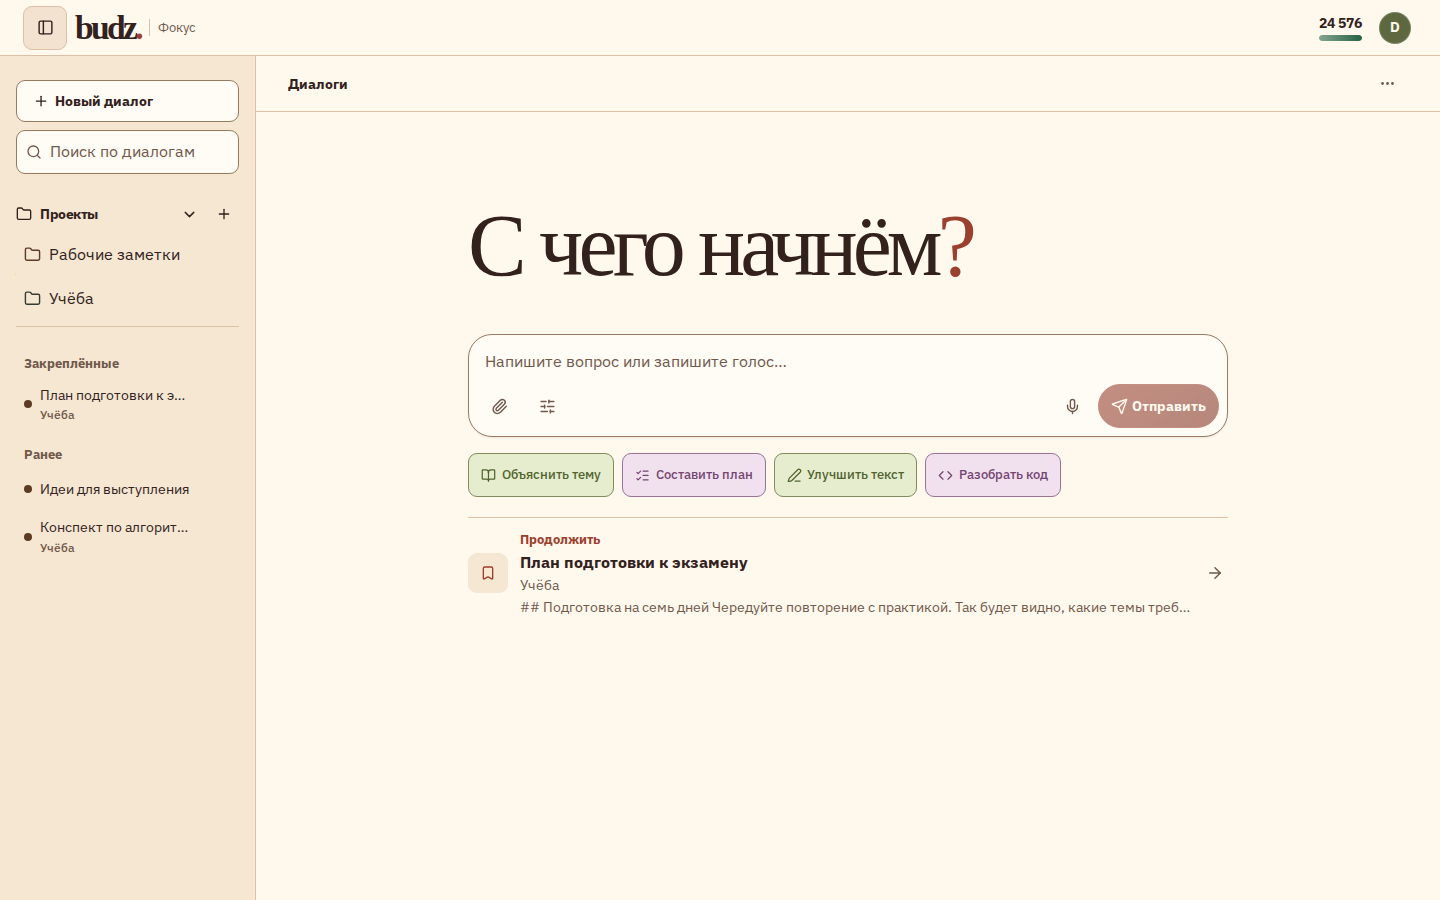 budz.
Фокус
24 576
D
Новый диалог
Поиск по диалогам
Проекты
Рабочие заметки
Учёба
Закреплённые
План подготовки к э...
Учёба
Ранее
Идеи для выступления
Конспект по алгорит...
Учёба
Диалоги
С чего начнём?
Напишите вопрос или запишите голос...
Отправить
Объяснить тему
Составить план
Улучшить текст
Разобрать код
Продолжить
План подготовки к экзамену
Учёба
## Подготовка на семь дней Чередуйте повторение с практикой. Так будет видно, какие темы треб...